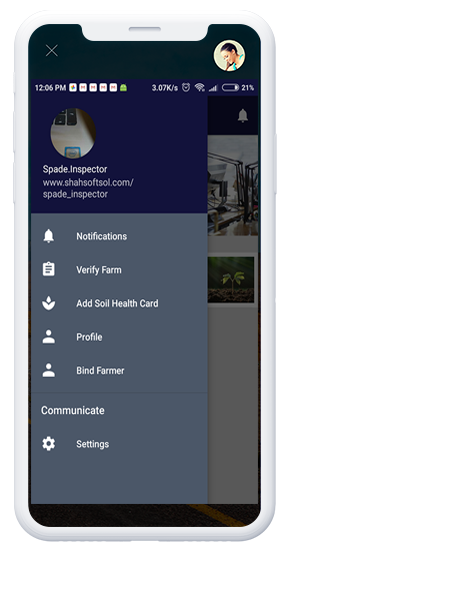 12:06 PM 3.07K/s 21%
Spade.Inspector
www.shahsoftsol.com/
spade_inspector
Notifications
Verify Farm
Add Soil Health Card
Profile
Bind Farmer
Communicate
Settings